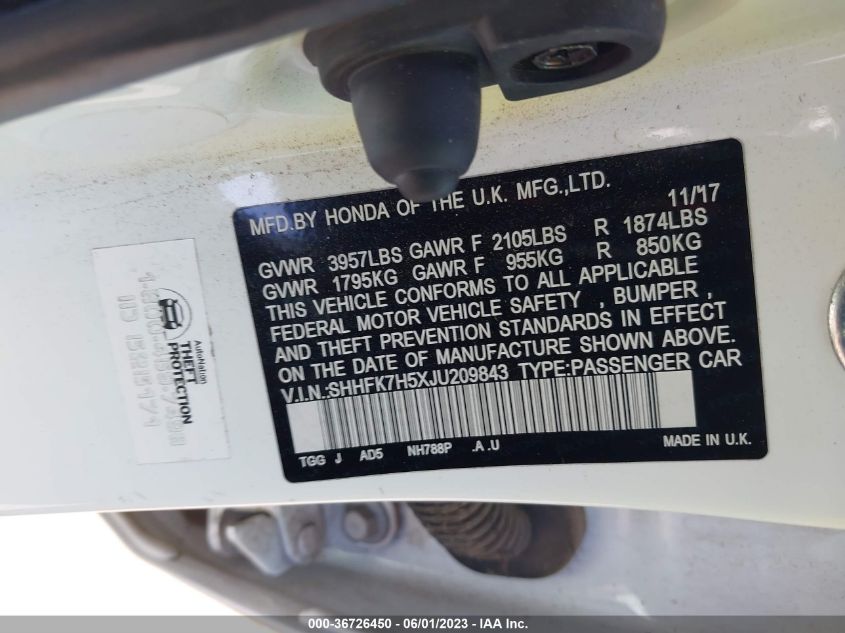 MFD.BY HONDA OF THE U.K. MFG.,LTD. 11/17
GVWR 3957LBS GAWR F 2105LBS R 1874LBS
GVWR 1795KG GAWR F 955KG R 850KG
THIS VEHICLE CONFORMS TO ALL APPLICABLE
FEDERAL MOTOR VEHICLE SAFETY , BUMPER ,
AND THEFT PREVENTION STANDARDS IN EFFECT
ON THE DATE OF MANUFACTURE SHOWN ABOVE.
V.I.N.:SHHFK7H5XJU209843 TYPE:PASSENGER CAR
TGG J AD5 NH788P .A .U MADE IN U.K.
AutoNation
THEFT
PROTECTION
000-36726450 - 06/01/2023 - IAA Inc.